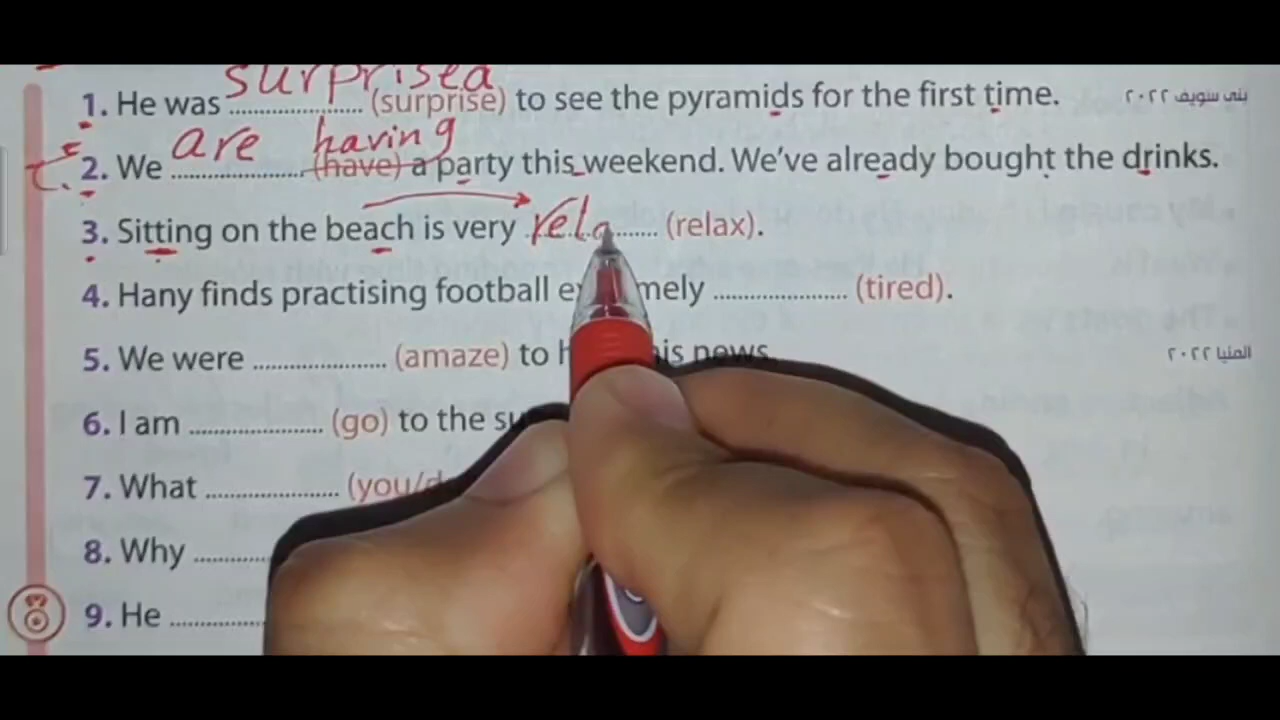 surprised
1. He was .................... (surprise) to see the pyramids for the first time. بنى سويف ٢٠٢٢
are having
2. We .................... (have) a party this weekend. We've already bought the drinks.
3. Sitting on the beach is very rela .................... (relax).
4. Hany finds practising football .................... (tired).
5. We were .................... (amaze) to news. المنيا ٢٠٢٢
6. I am .................... (go) to the
7. What .................... (you/
8. Why ..............
9. He ..............